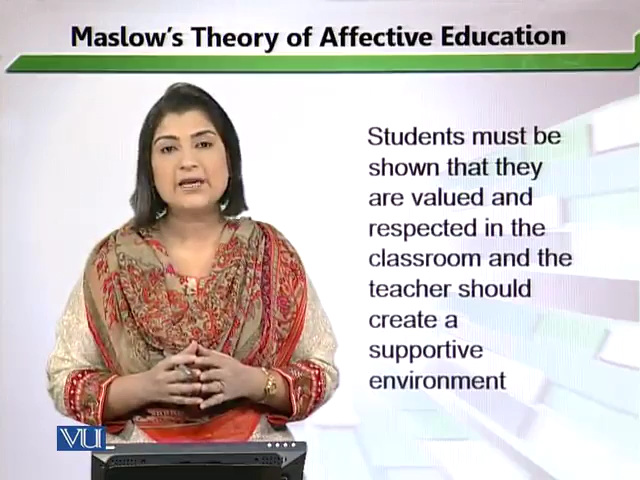 Maslow's Theory of Affective Education
Students must be
shown that they
are valued and
respected in the
classroom and the
teacher should
create a
supportive
environment
VU